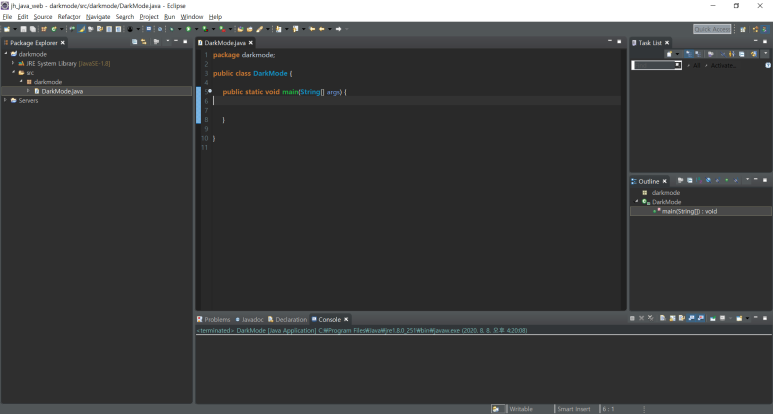 jh_java_web - darkmode/src/darkmode/DarkMode.java - Eclipse
File Edit Source Refactor Navigate Search Project Run Window Help
Quick Access
Package Explorer
darkmode
JRE System Library [JavaSE-1.8]
src
darkmode
DarkMode.java
Servers
DarkMode.java
1 package darkmode;
2
3 public class DarkMode {
4
public static void main(String[] args) {
6
7
8 }
9
10 }
11
Task List
All Activate...
Outline
darkmode
DarkMode
main(String[]) : void
Problems Javadoc Declaration Console
<terminated> DarkMode [Java Application] C:₩Program Files₩Java₩jre1.8.0_251₩bin₩javaw.exe (2020. 8. 8. 오후 4:20:08)
Writable Smart Insert 6 : 1